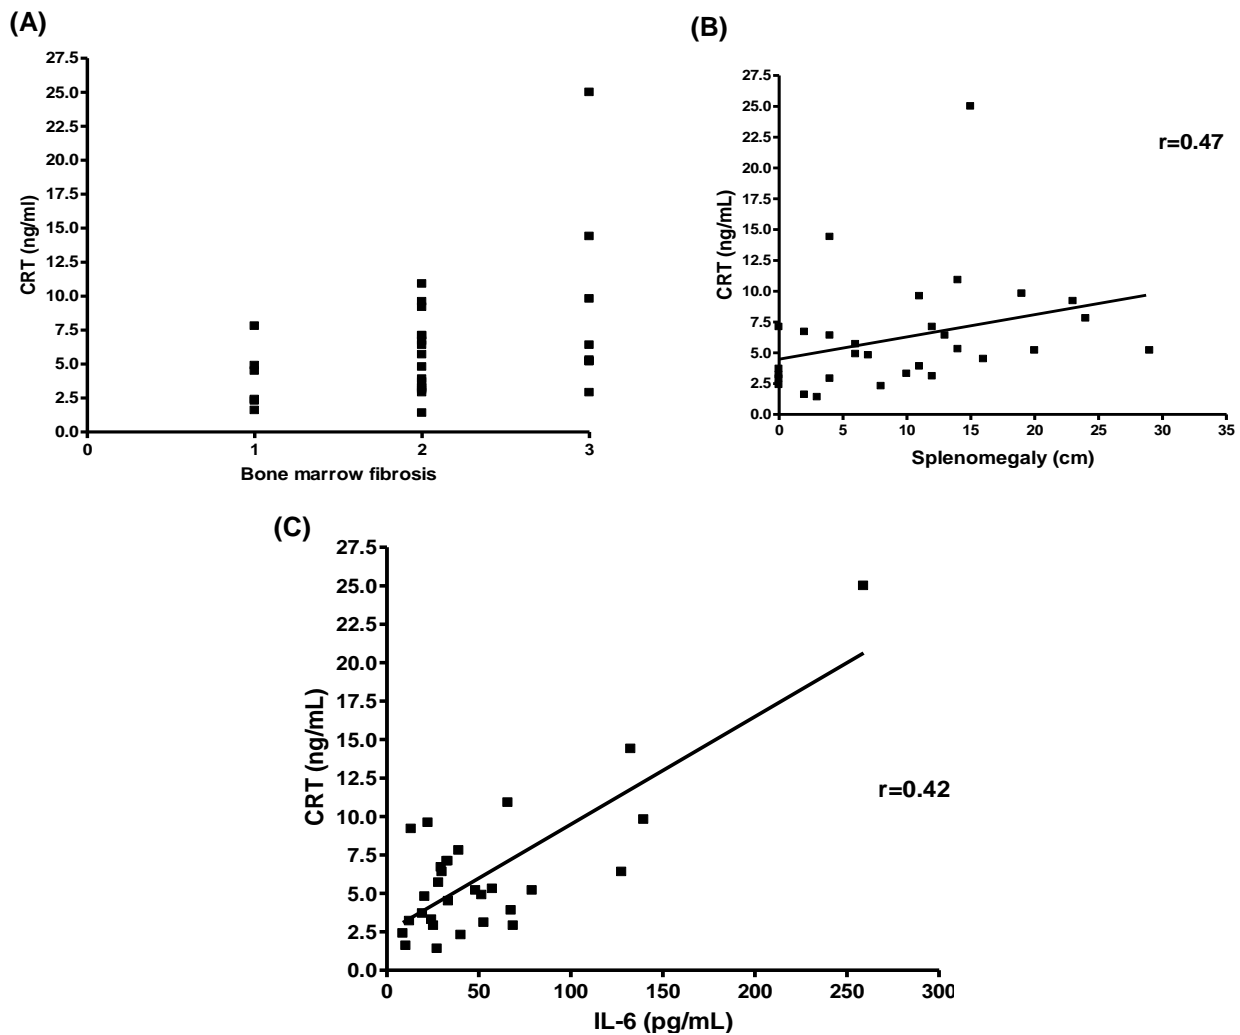 (A)
27.5
25.0
22.5
20.0
17.5
15.0
12.5
10.0
7.5
5.0
2.5
0.0
CRT (ng/ml)
0 1 2 3
Bone marrow fibrosis
(B)
27.5
25.0
22.5
20.0
17.5
15.0
12.5
10.0
7.5
5.0
2.5
0.0
CRT (ng/mL)
r=0.47
0 5 10 15 20 25 30 35
Splenomegaly (cm)
(C)
27.5
25.0
22.5
20.0
17.5
15.0
12.5
10.0
7.5
5.0
2.5
0.0
CRT (ng/mL)
r=0.42
0 50 100 150 200 250 300
IL-6 (pg/mL)